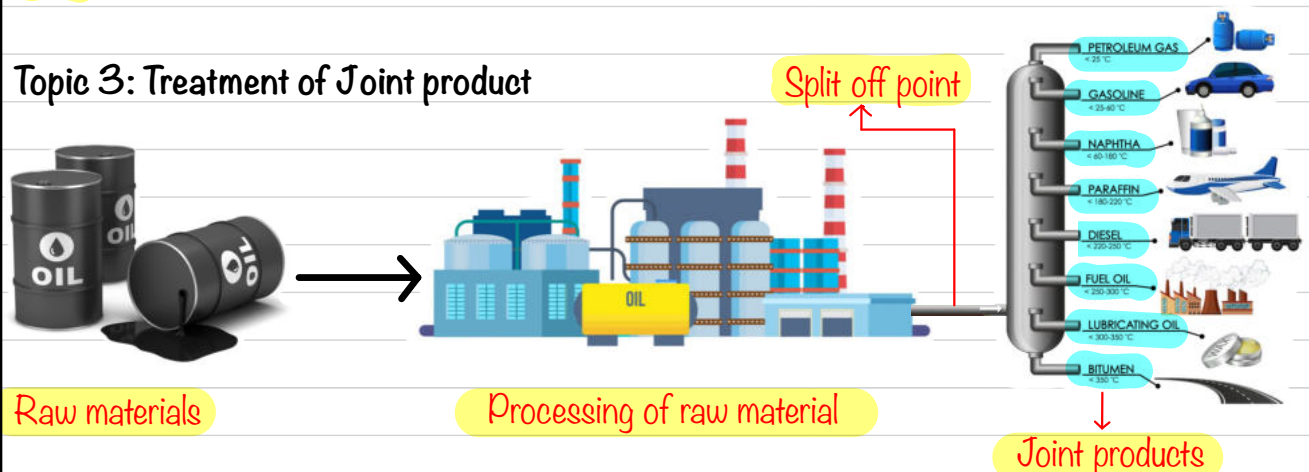 Topic 3: Treatment of Joint product
Split off point
OIL
OIL
OIL
OIL
PETROLEUM GAS
< 25 °C
GASOLINE
< 25-60 °C
NAPHTHA
< 60-180 °C
PARAFFIN
< 180-220 °C
DIESEL
< 220-250 °C
FUEL OIL
< 250-300 °C
LUBRICATING OIL
< 300-350 °C
BITUMEN
< 350 °C
Raw materials
Processing of raw material
Joint products